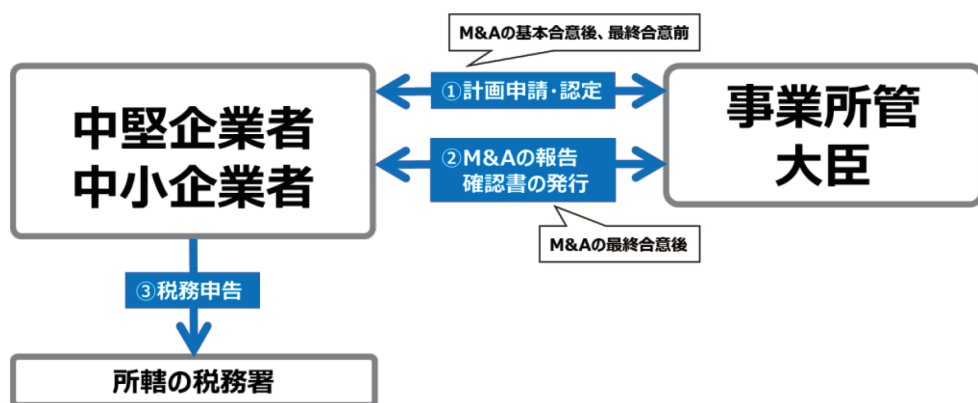 M&Aの基本合意後、最終合意前
①計画申請・認定
中堅企業者
中小企業者
事業所管
大臣
②M&Aの報告
確認書の発行
M&Aの最終合意後
③税務申告
所轄の税務署